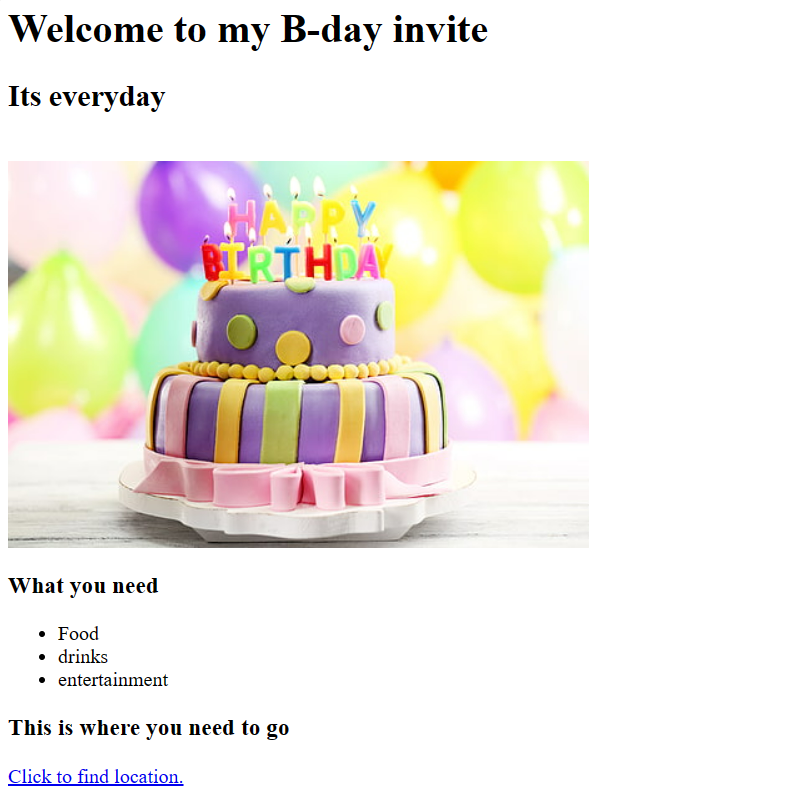 Welcome to my B-day invite
Its everyday
HAPPY
BIRTHDAY
What you need
Food
drinks
entertainment
This is where you need to go
Click to find location.